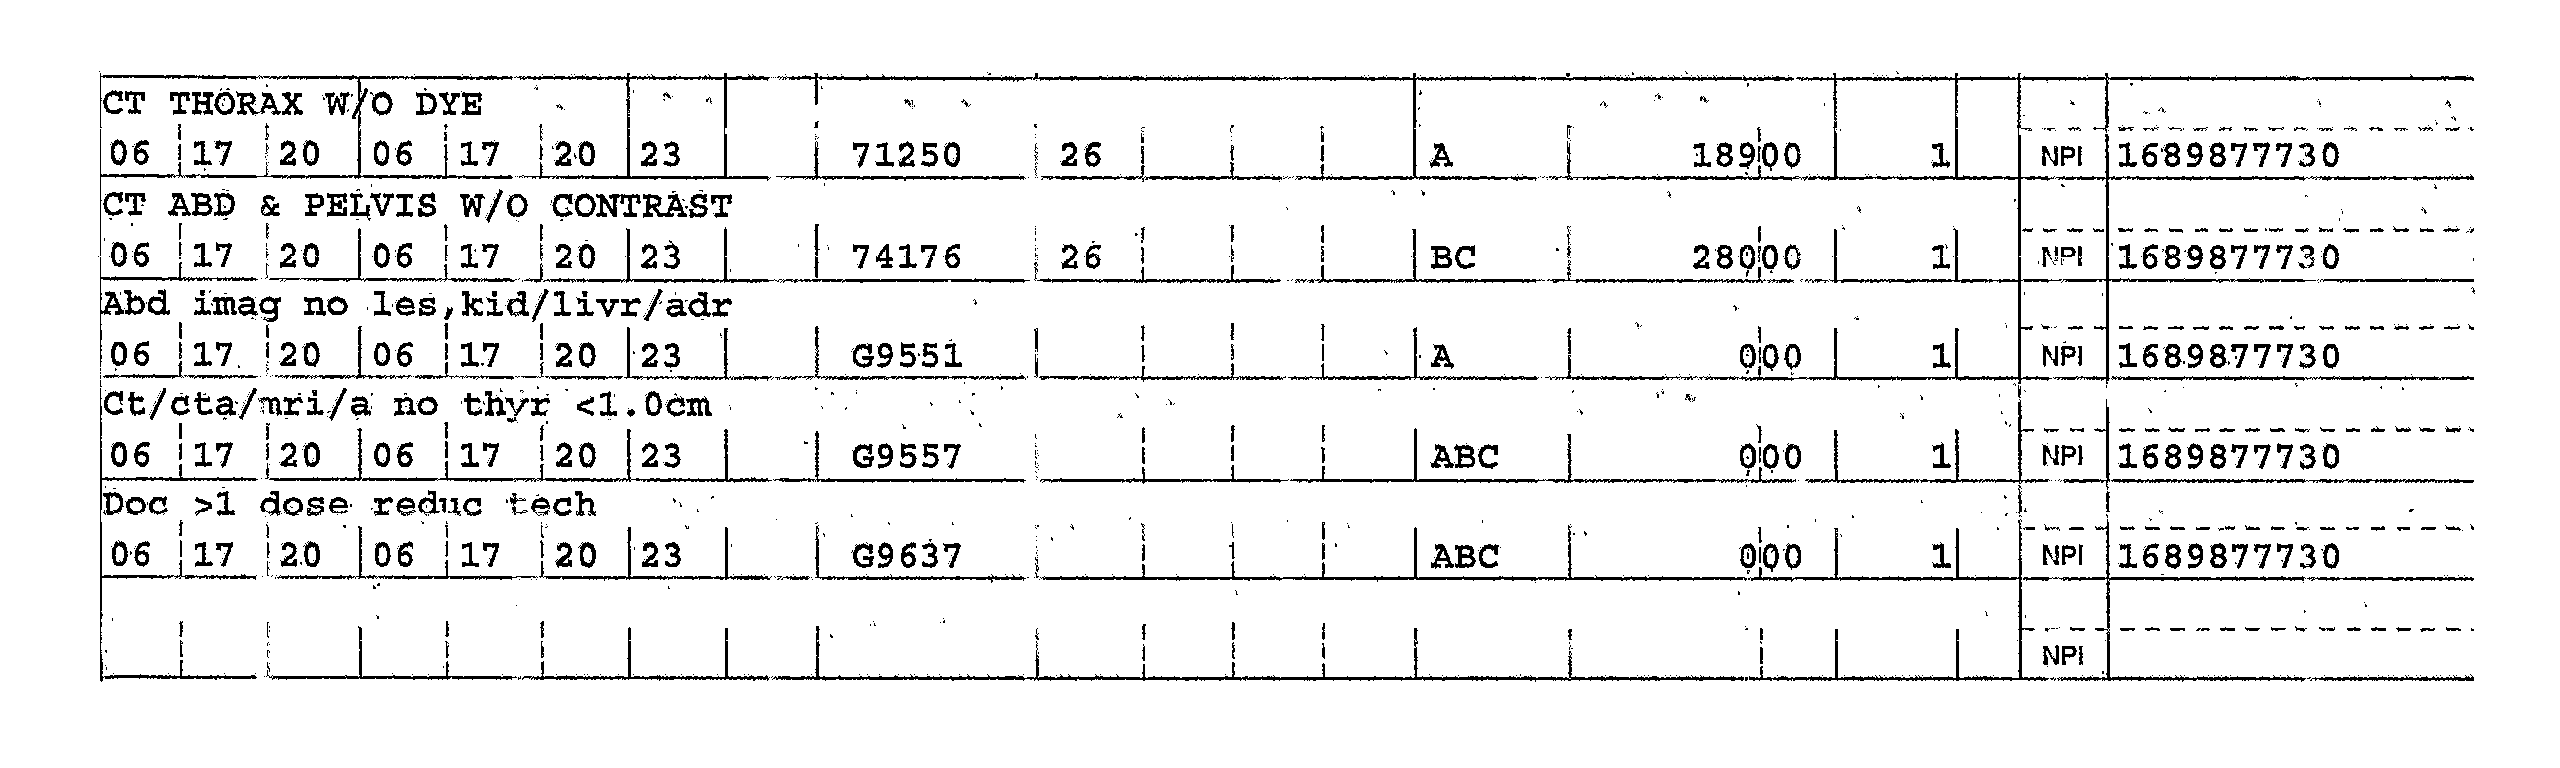 CT THORAX W/O DYE
06 17 20 06 17 20 23 71250 26 A 189 00 1 NPI 1689877730
CT ABD & PELVIS W/O CONTRAST
06 17 20 06 17 20 23 74176 26 BC 280 00 1 NPI 1689877730
Abd imag no les,kid/livr/adr
06 17 20 06 17 20 23 G9551 A 0 00 1 NPI 1689877730
Ct/cta/mri/a no thyr <1.0cm
06 17 20 06 17 20 23 G9557 ABC 0 00 1 NPI 1689877730
Doc >1 dose reduc tech
06 17 20 06 17 20 23 G9637 ABC 0 00 1 NPI 1689877730
NPI